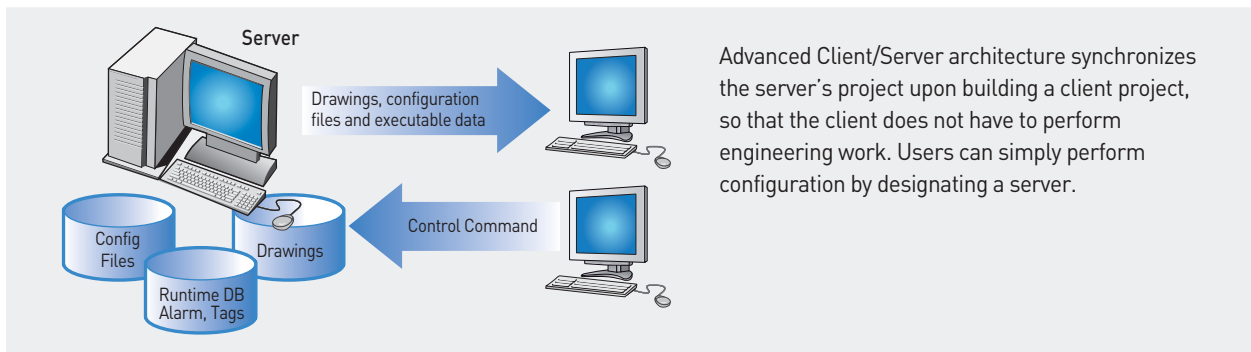 Server
Drawings, configuration
files and executable data
Control Command
Config
Files
Drawings
Runtime DB
Alarm, Tags
Advanced Client/Server architecture synchronizes
the server's project upon building a client project,
so that the client does not have to perform
engineering work. Users can simply perform
configuration by designating a server.